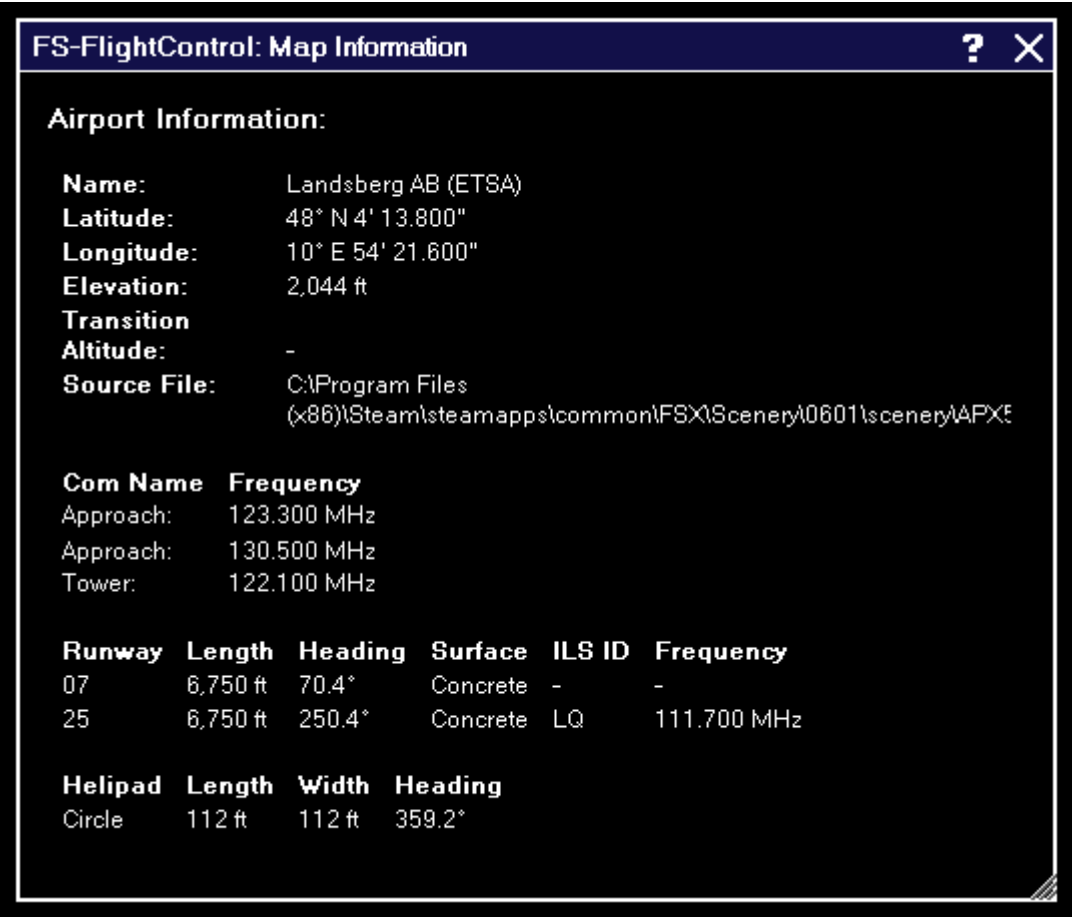 FS-FlightControl: Map Information ? X
Airport Information:
Name: Landsberg AB (ETSA)
Latitude: 48° N 4' 13.800"
Longitude: 10° E 54' 21.600"
Elevation: 2,044 ft
Transition
Altitude: -
Source File: C:\Program Files
(x86)\Steam\steamapps\common\FSX\Scenery\0601\scenery\APX5
Com Name Frequency
Approach: 123.300 MHz
Approach: 130.500 MHz
Tower: 122.100 MHz
Runway Length Heading Surface ILS ID Frequency
07 6,750 ft 70.4° Concrete - -
25 6,750 ft 250.4° Concrete LQ 111.700 MHz
Helipad Length Width Heading
Circle 112 ft 112 ft 359.2°